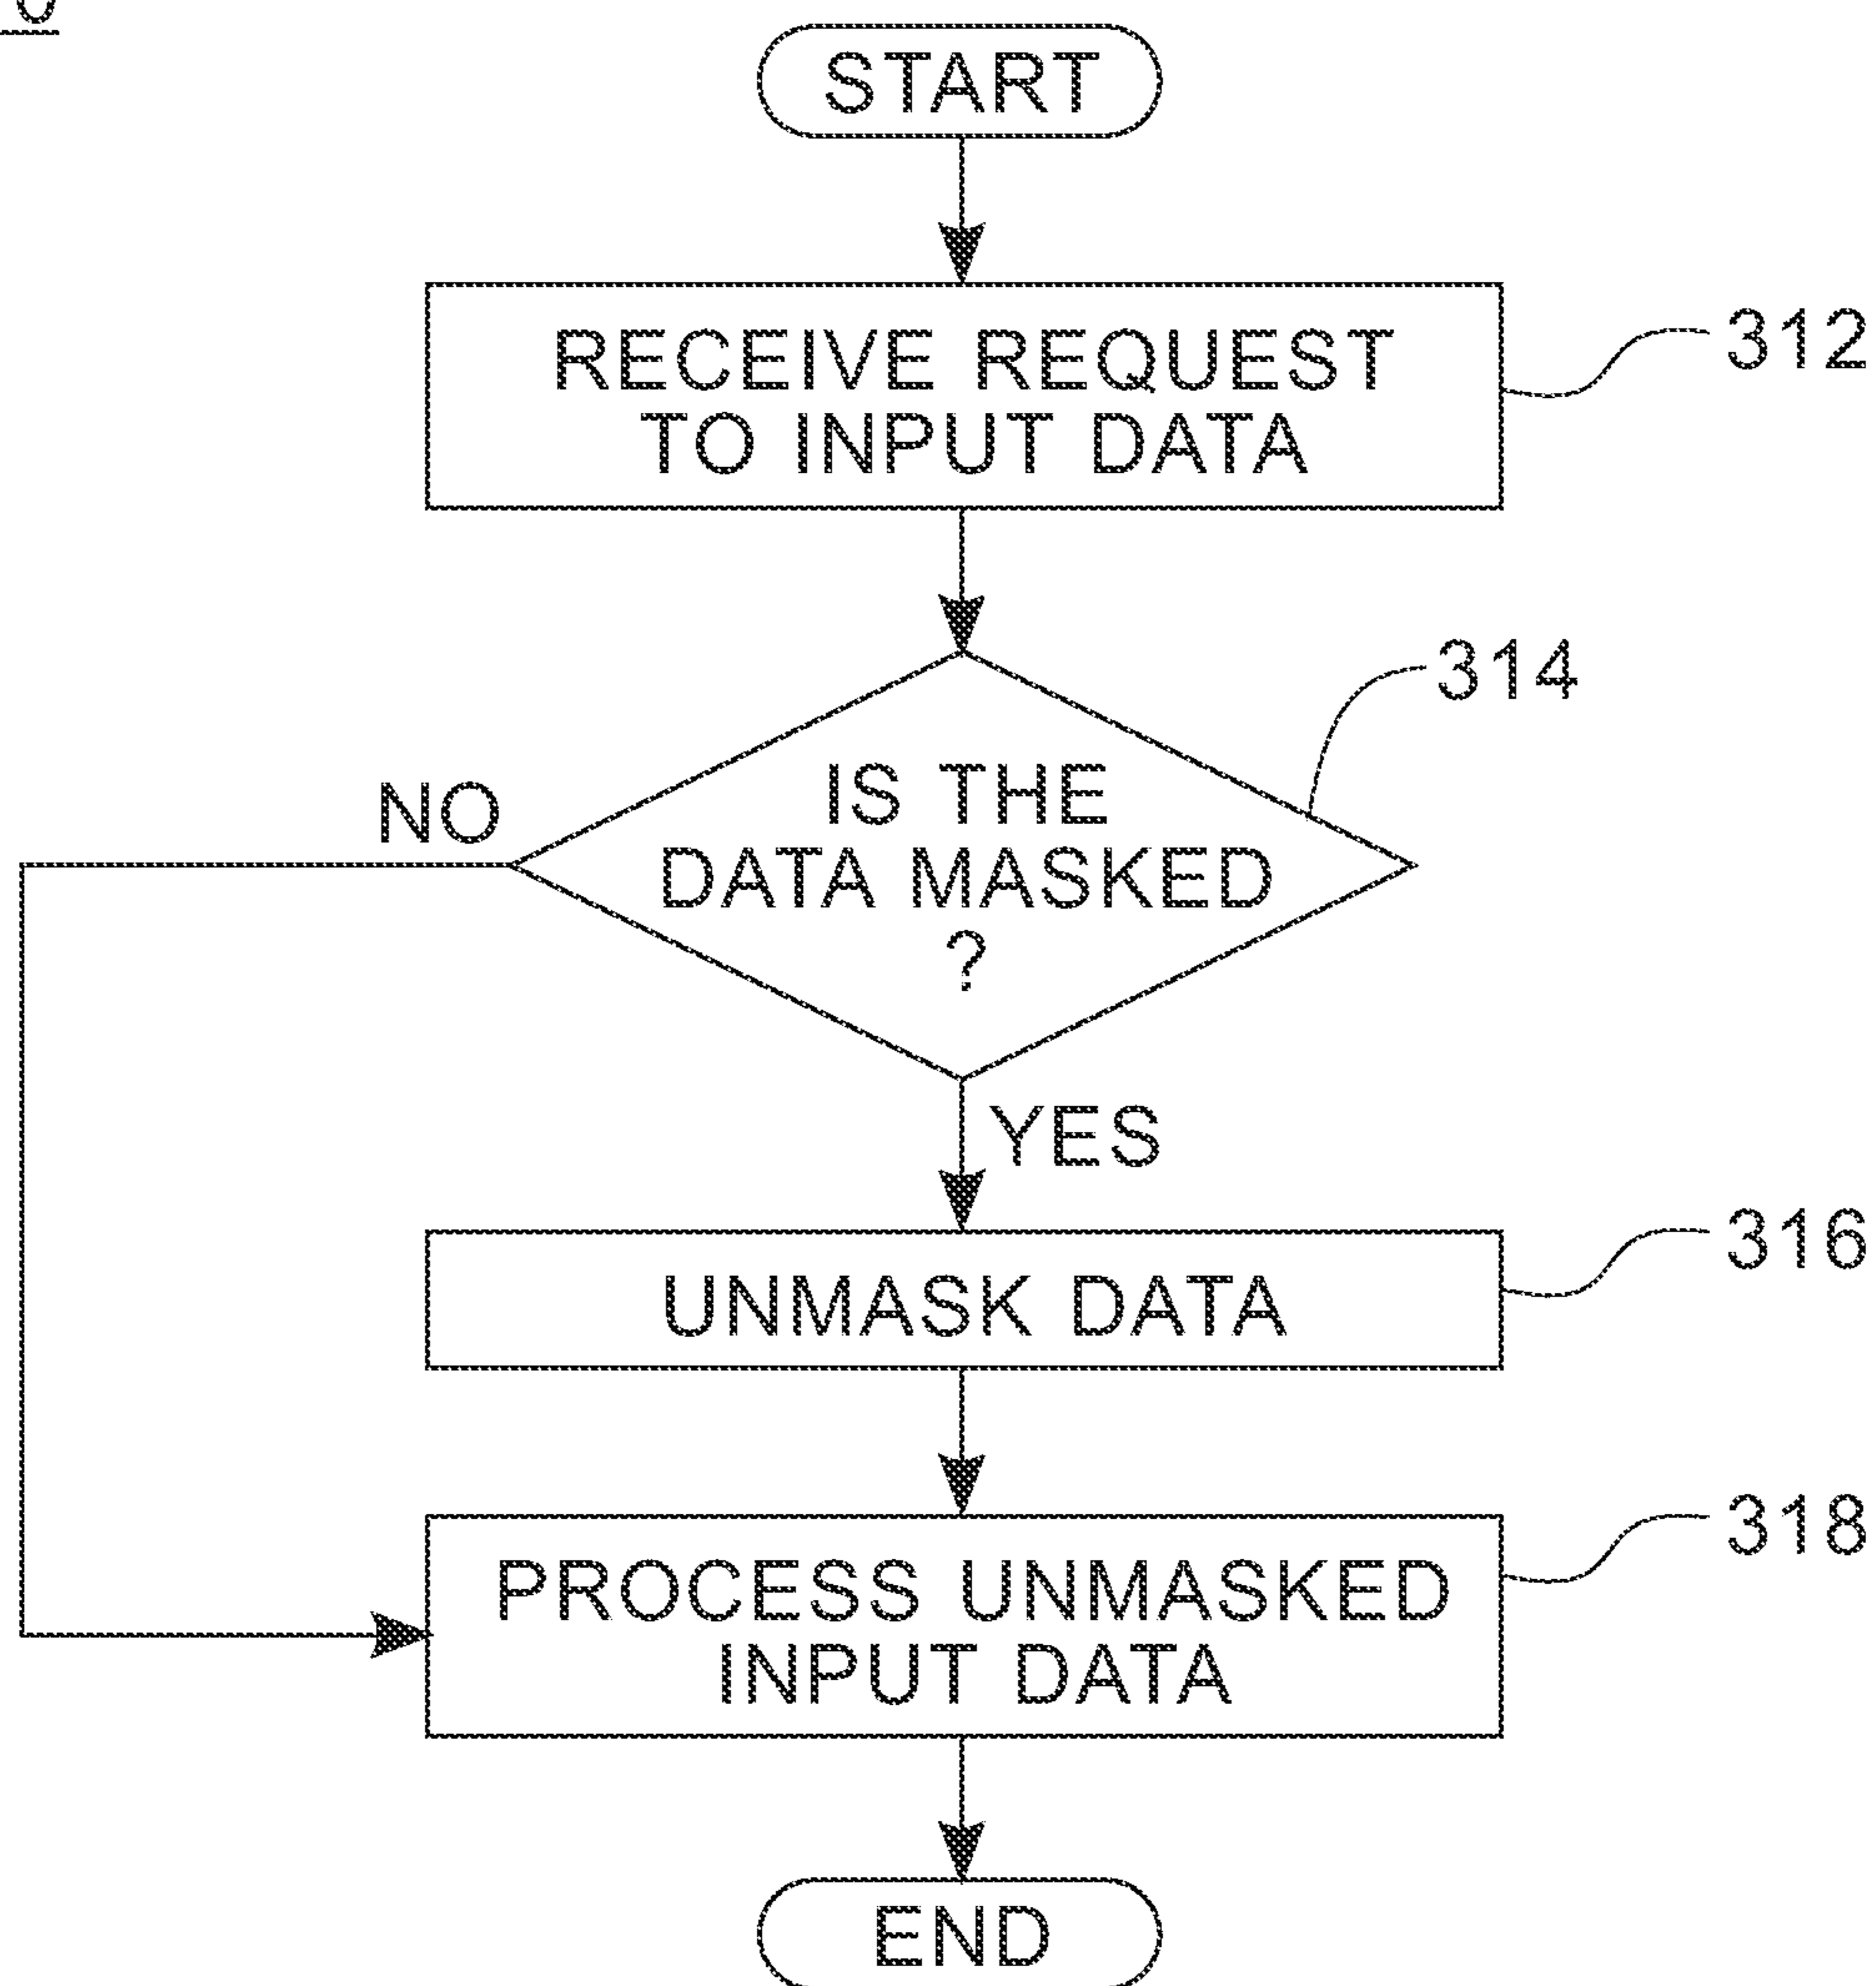 START
RECEIVE REQUEST
TO INPUT DATA
312
314
IS THE
DATA MASKED
?
NO
YES
UNMASK DATA
316
PROCESS UNMASKED
INPUT DATA
318
END